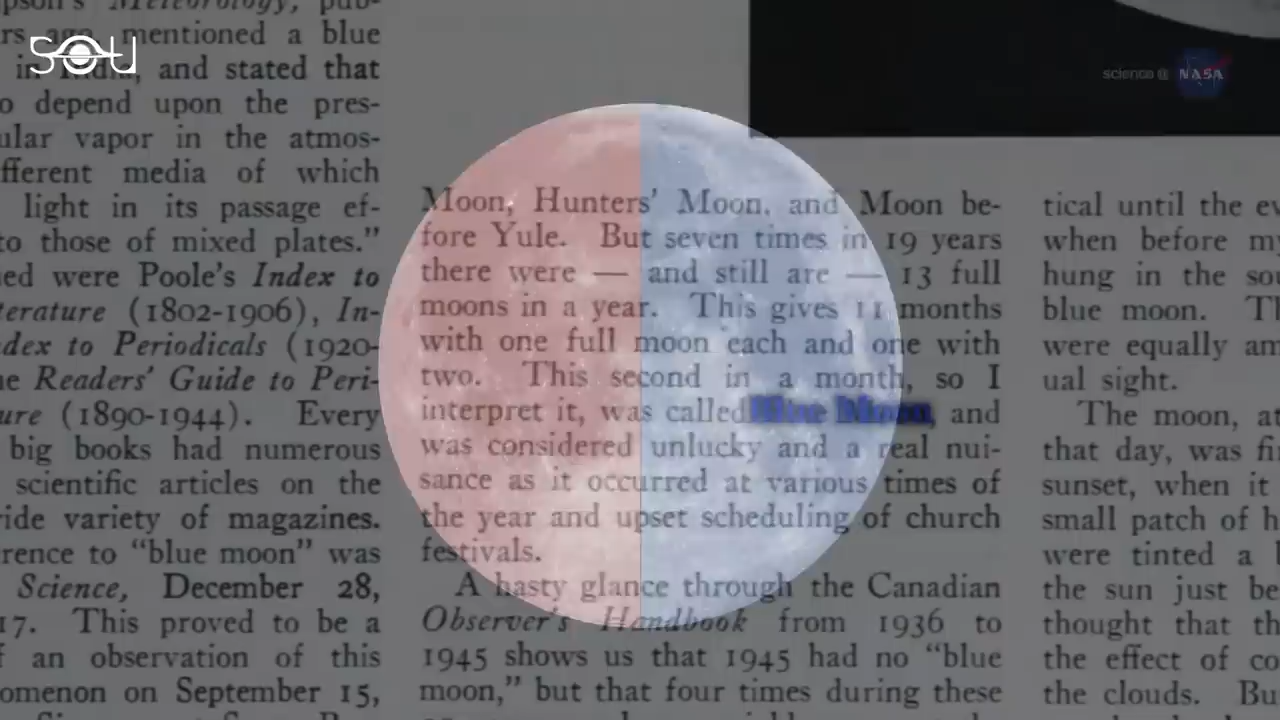 SOU
science @ NASA
pson's Meteorology, pub-
rs ago, mentioned a blue
in India, and stated that
o depend upon the pres-
ular vapor in the atmos-
fferent media of which
light in its passage ef-
to those of mixed plates."
ed were Poole's Index to
terature (1802-1906), In-
dex to Periodicals (1920-
e Readers' Guide to Peri-
ure (1890-1944). Every
big books had numerous
scientific articles on the
ride variety of magazines.
rence to "blue moon" was
Science, December 28,
17. This proved to be a
f an observation of this
omenon on September 15,
Moon, Hunters' Moon, and Moon be-
fore Yule. But seven times in 19 years
there were — and still are — 13 full
moons in a year. This gives 11 months
with one full moon each and one with
two. This second in a month, so I
interpret it, was called Blue Moon, and
was considered unlucky and a real nui-
sance as it occurred at various times of
the year and upset scheduling of church
festivals.
A hasty glance through the Canadian
Observer's Handbook from 1936 to
1945 shows us that 1945 had no "blue
moon," but that four times during these
tical until the ev
when before my
hung in the sou
blue moon. Th
were equally am
ual sight.
The moon, at
that day, was fi
sunset, when it
small patch of h
were tinted a l
the sun just be
thought that th
the effect of co
the clouds. Bu